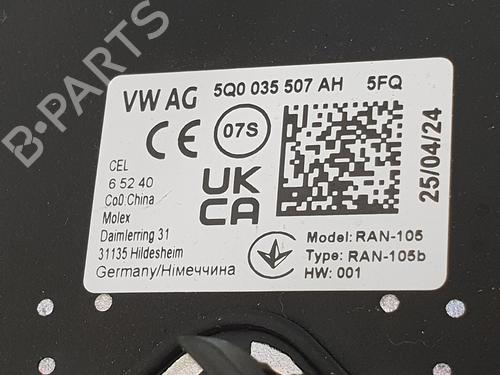 B-PARTS
VW AG 5Q0 035 507 AH 5FQ
CE 07S
CEL
6 52 40
CoO:China
Molex
Daimlerring 31
31135 Hildesheim
Germany/Німеччина
UK
CA
Model: RAN-105
Type: RAN-105b
HW: 001
25/04/24